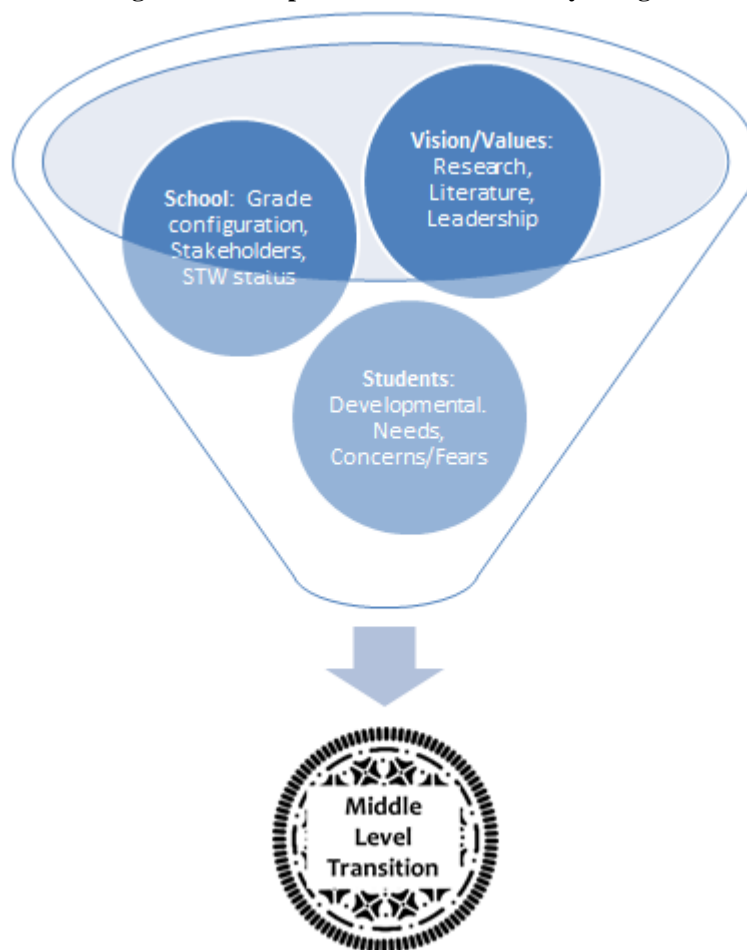 Vision/Values:
Research,
Literature,
Leadership
School: Grade
configuration,
Stakeholders,
STW status
Students:
Developmental.
Needs,
Concerns/Fears
Middle
Level
Transition